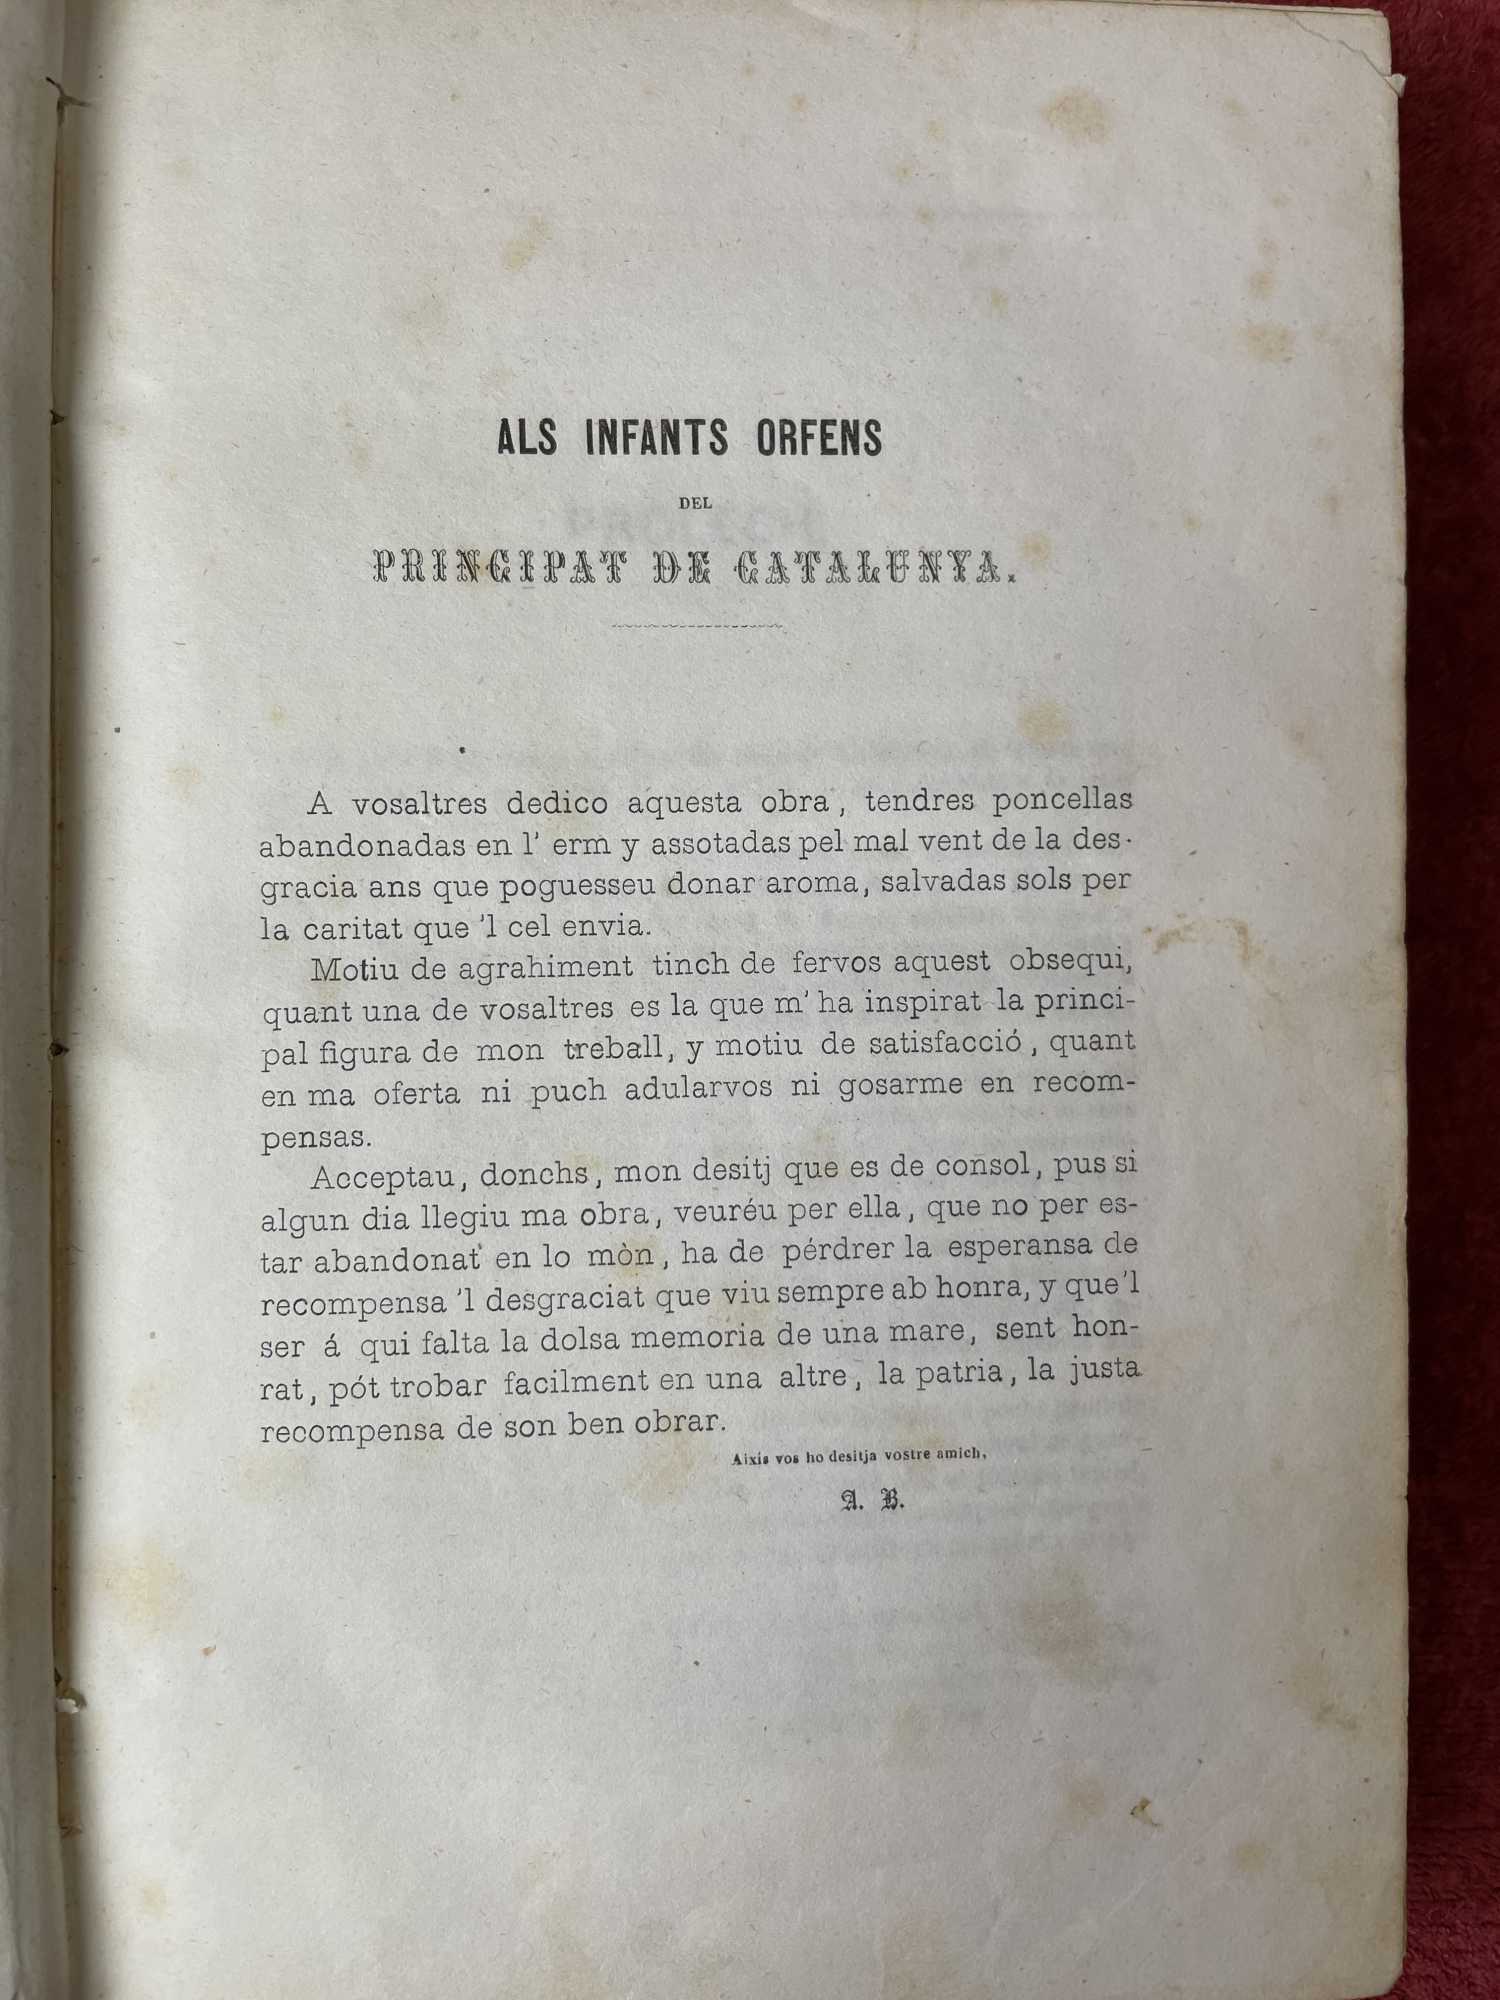 ALS INFANTS ORFENS
DEL
PRINCIPAT DE CATALUNYA.
A vosaltres dedico aquesta obra, tendres poncellas
abandonadas en l' erm y assotadas pel mal vent de la des-
gracia ans que poguesseu donar aroma, salvadas sols per
la caritat que 'l cel envia.
Motiu de agrahiment tinch de fervos aquest obsequi,
quant una de vosaltres es la que m' ha inspirat la princi-
pal figura de mon treball, y motiu de satisfacció, quant
en ma oferta ni puch adularvos ni gosarme en recom-
pensas.
Acceptau, donchs, mon desitj que es de consol, pus si
algun dia llegiu ma obra, veuréu per ella, que no per es-
tar abandonat en lo mòn, ha de pérdrer la esperansa de
recompensa 'l desgraciat que viu sempre ab honra, y que 'l
ser á qui falta la dolsa memoria de una mare, sent hon-
rat, pót trobar facilment en una altre, la patria, la justa
recompensa de son ben obrar.
Aixis vos ho desitja vostre amich,
A. B.